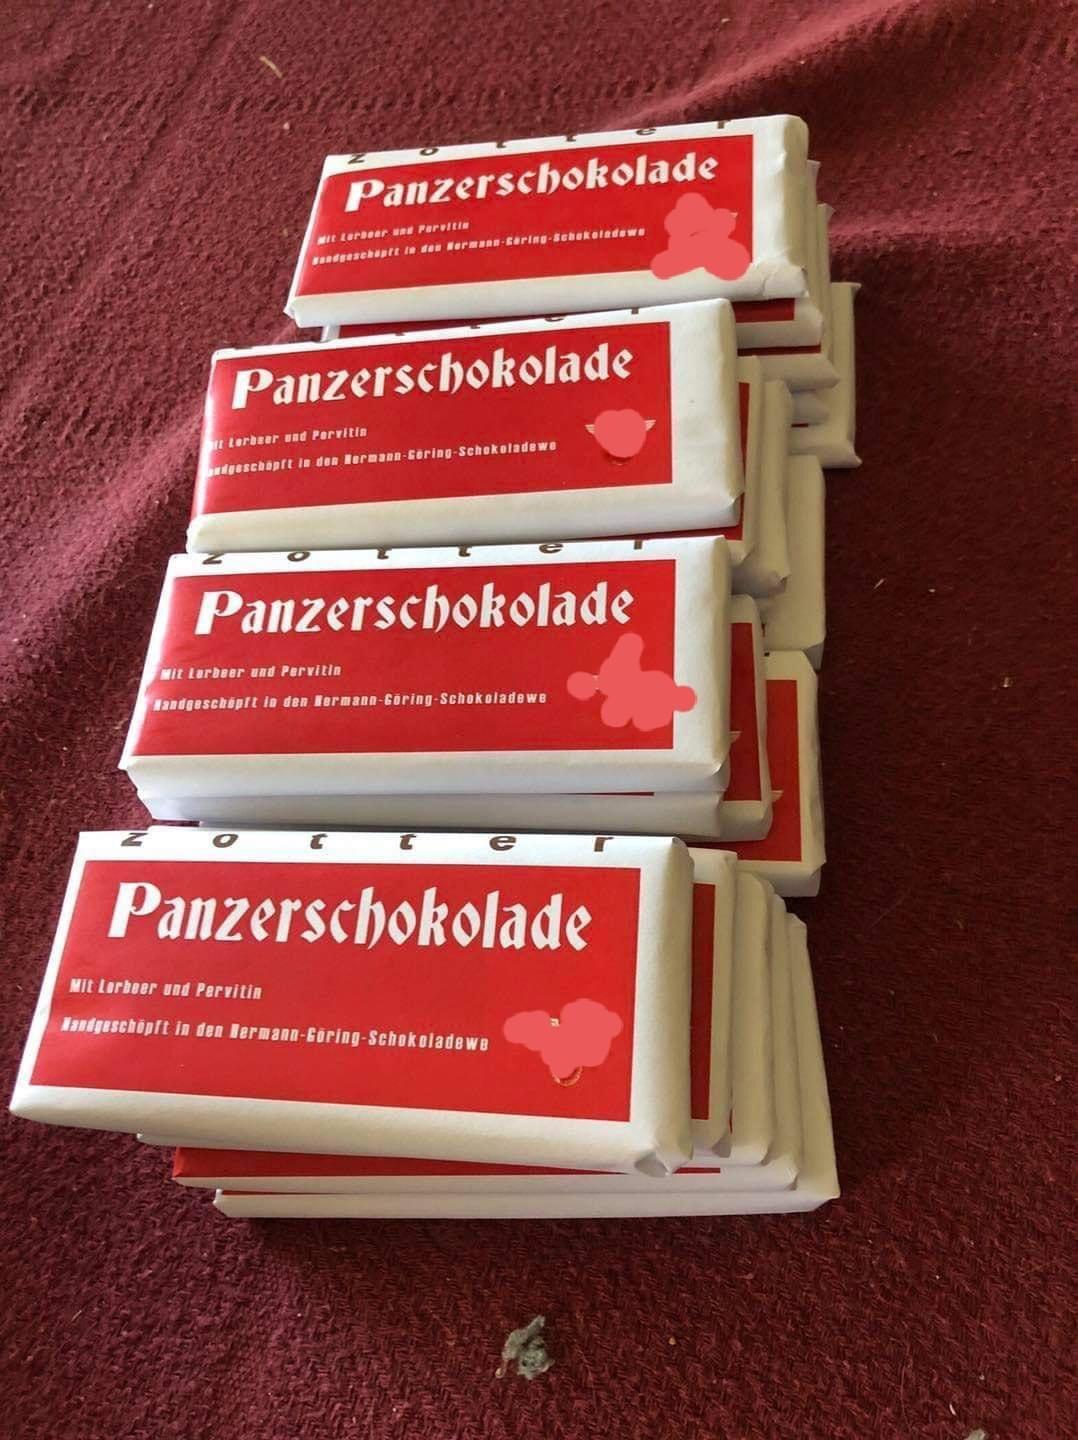 zotter
Panzerschokolade
Mit Lorbeer und Pervitin
Handgeschöpft in den Hermann-Göring-Schokoladewe
Panzerschokolade
Mit Lorbeer und Pervitin
Handgeschöpft in den Hermann-Göring-Schokoladewe
zotter
Panzerschokolade
Mit Lorbeer und Pervitin
Handgeschöpft in den Hermann-Göring-Schokoladewe
zotter
Panzerschokolade
Mit Lorbeer und Pervitin
Handgeschöpft in den Hermann-Göring-Schokoladewe